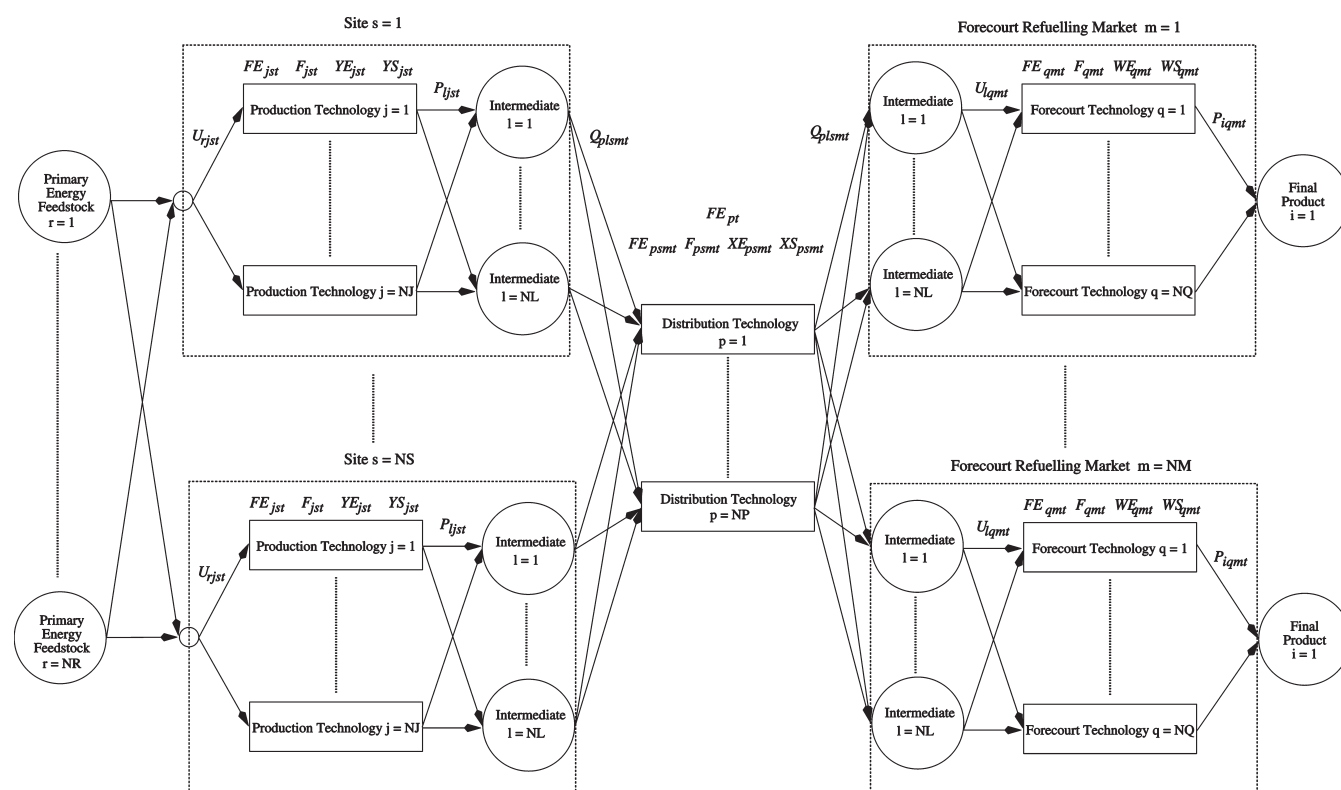 Site s = 1
FE_jst F_jst YE_jst YS_jst
Production Technology j = 1
P_ljst
Intermediate
l = 1
U_rjst
Q_plsmt
Primary
Energy
Feedstock
r = 1
Production Technology j = NJ
Intermediate
l = NL
FE_pt
FE_psmt F_psmt XE_psmt XS_psmt
Distribution Technology
p = 1
Forecourt Refuelling Market m = 1
FE_qmt F_qmt WE_qmt WS_qmt
Intermediate
l = 1
U_lqmt
Forecourt Technology q = 1
P_iqmt
Q_plsmt
Final
Product
i = 1
Intermediate
l = NL
Forecourt Technology q = NQ
Site s = NS
FE_jst F_jst YE_jst YS_jst
Production Technology j = 1
P_ljst
Intermediate
l = 1
U_rjst
Primary
Energy
Feedstock
r = NR
Production Technology j = NJ
Intermediate
l = NL
Distribution Technology
p = NP
Forecourt Refuelling Market m = NM
FE_qmt F_qmt WE_qmt WS_qmt
Intermediate
l = 1
U_lqmt
Forecourt Technology q = 1
P_iqmt
Final
Product
i = 1
Intermediate
l = NL
Forecourt Technology q = NQ